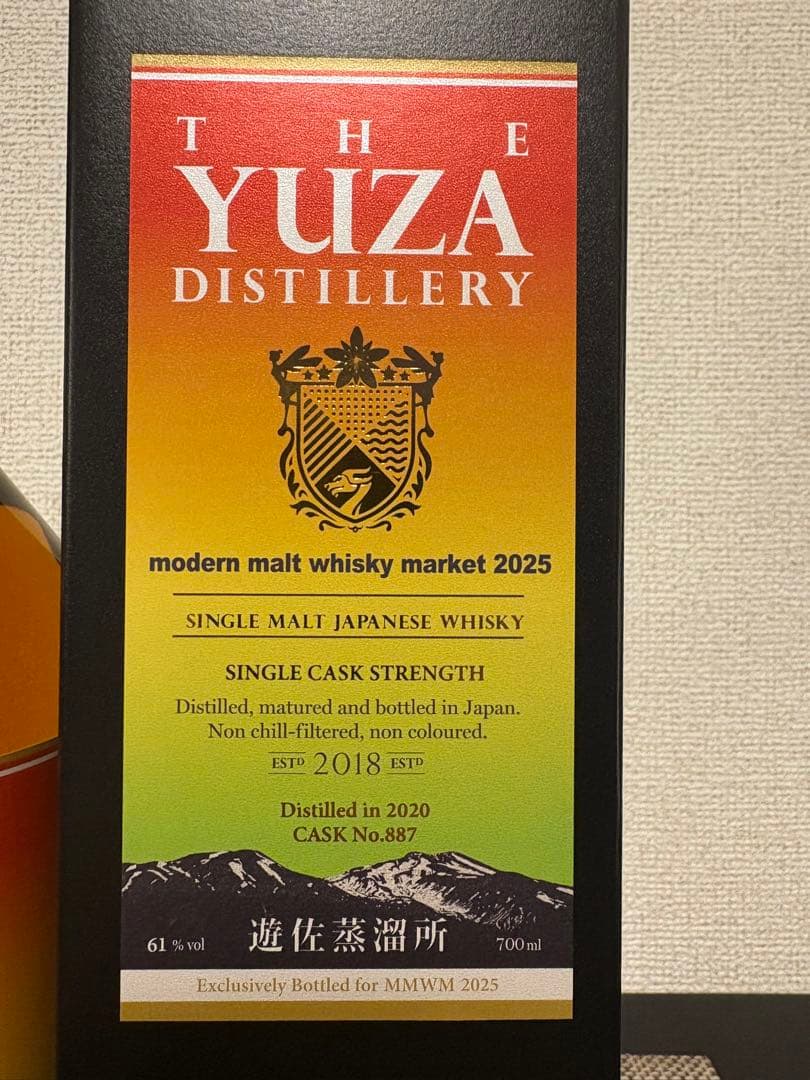 THE
YUZA
DISTILLERY
modern malt whisky market 2025
SINGLE MALT JAPANESE WHISKY
SINGLE CASK STRENGTH
Distilled, matured and bottled in Japan.
Non chill-filtered, non coloured.
ESTD 2018 ESTD
Distilled in 2020
CASK No.887
61 % vol 遊佐蒸溜所 700ml
Exclusively Bottled for MMWM 2025